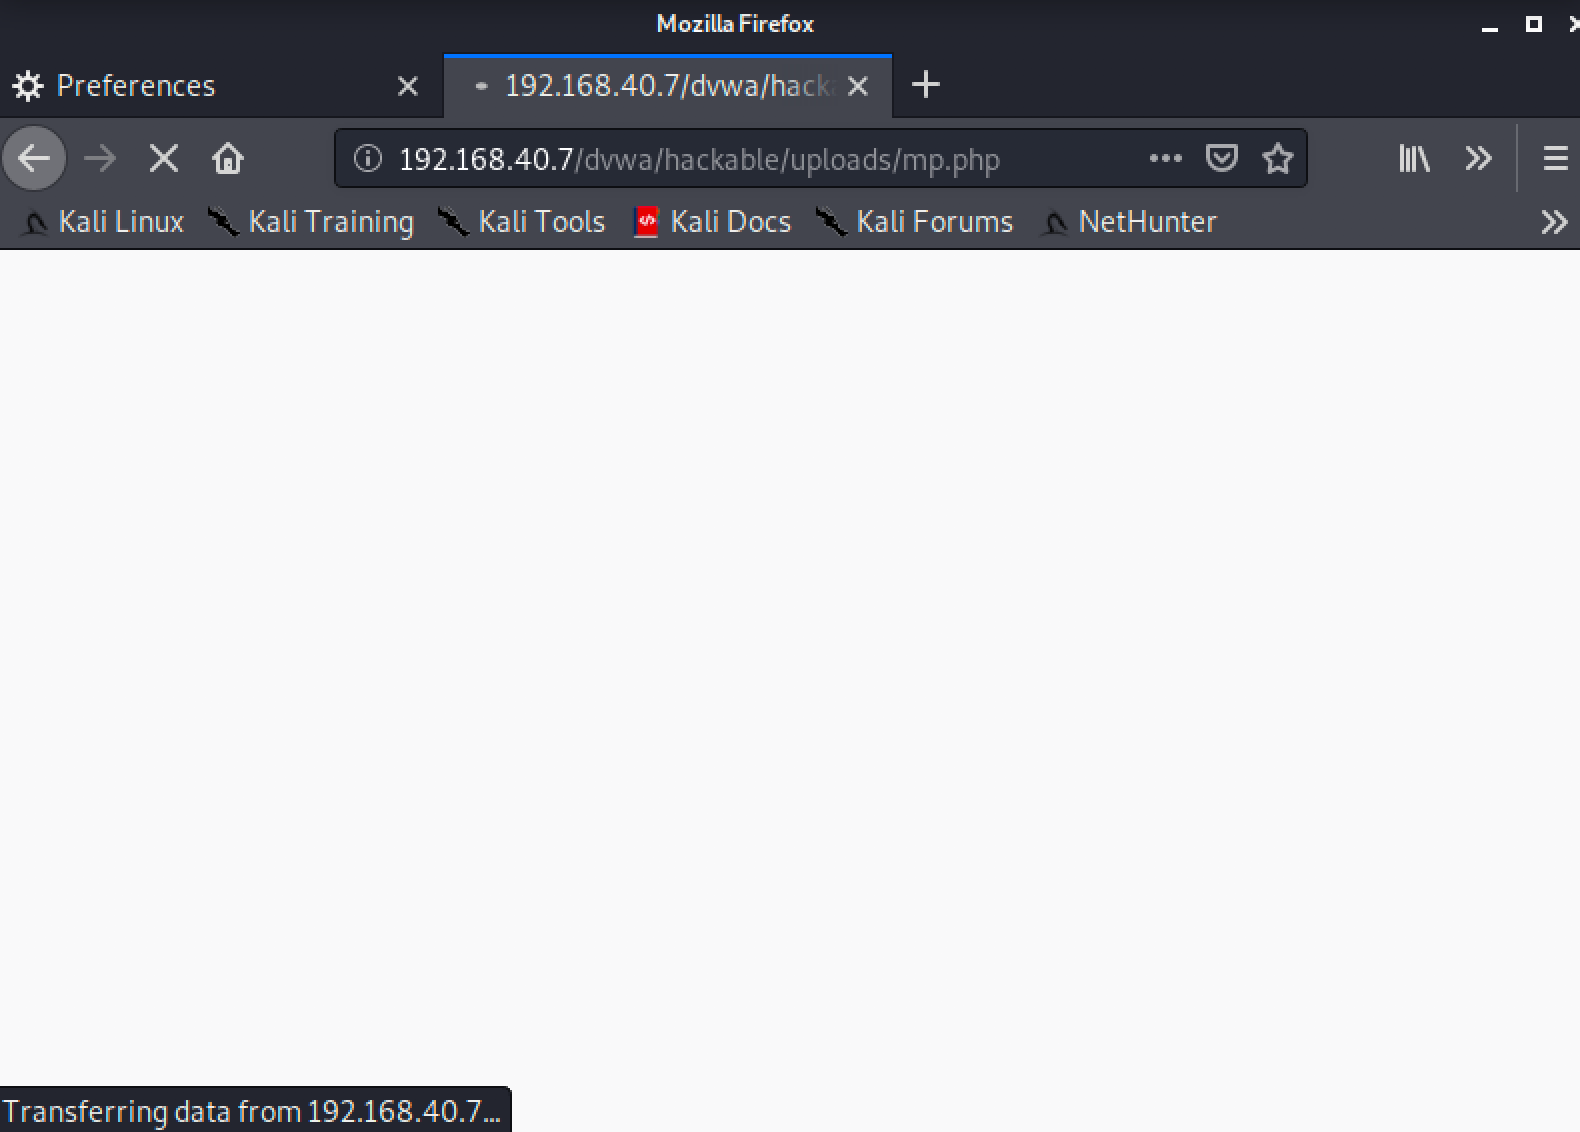 Mozilla Firefox
Preferences
192.168.40.7/dvwa/hack
192.168.40.7/dvwa/hackable/uploads/mp.php
Kali Linux Kali Training Kali Tools Kali Docs Kali Forums NetHunter
Transferring data from 192.168.40.7...